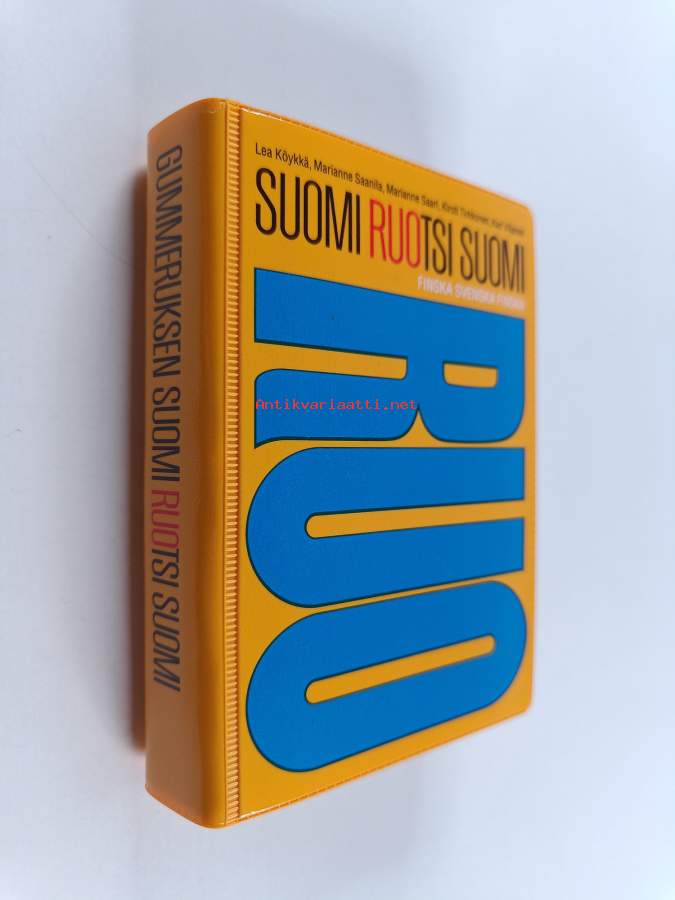 GUMMERUKSEN SUOMI RUOTSI SUOMI
Lea Köykkä, Marianne Saanila, Marianne Saari, Kirsti
SUOMI RUOTSI SUOMI
FINSKA SVENSKA FINSKA
RUO
Antikvariaatti.net